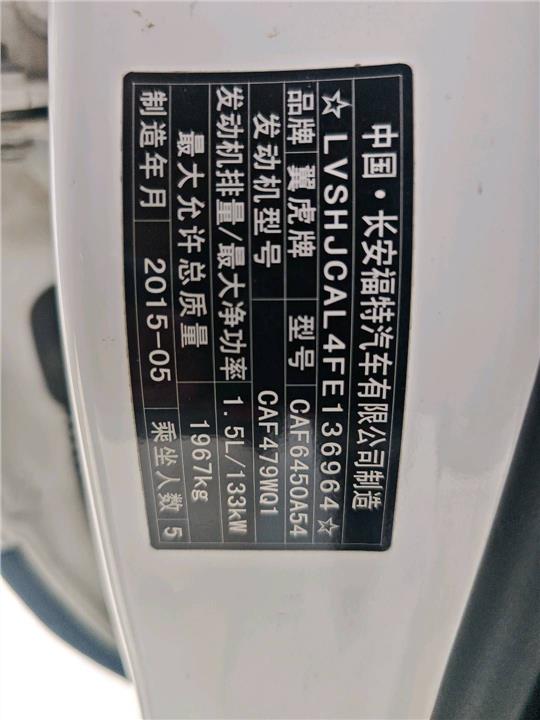 中国·长安福特汽车有限公司制造
☆LVSHJCAL4FE136964☆
品牌 翼虎牌 型号 CAF6450A54
发动机型号 CAF479WQ1
发动机排量/最大净功率 1.5L/133kW
最大允许总质量 1967kg
制造年月 2015-05 乘坐人数 5